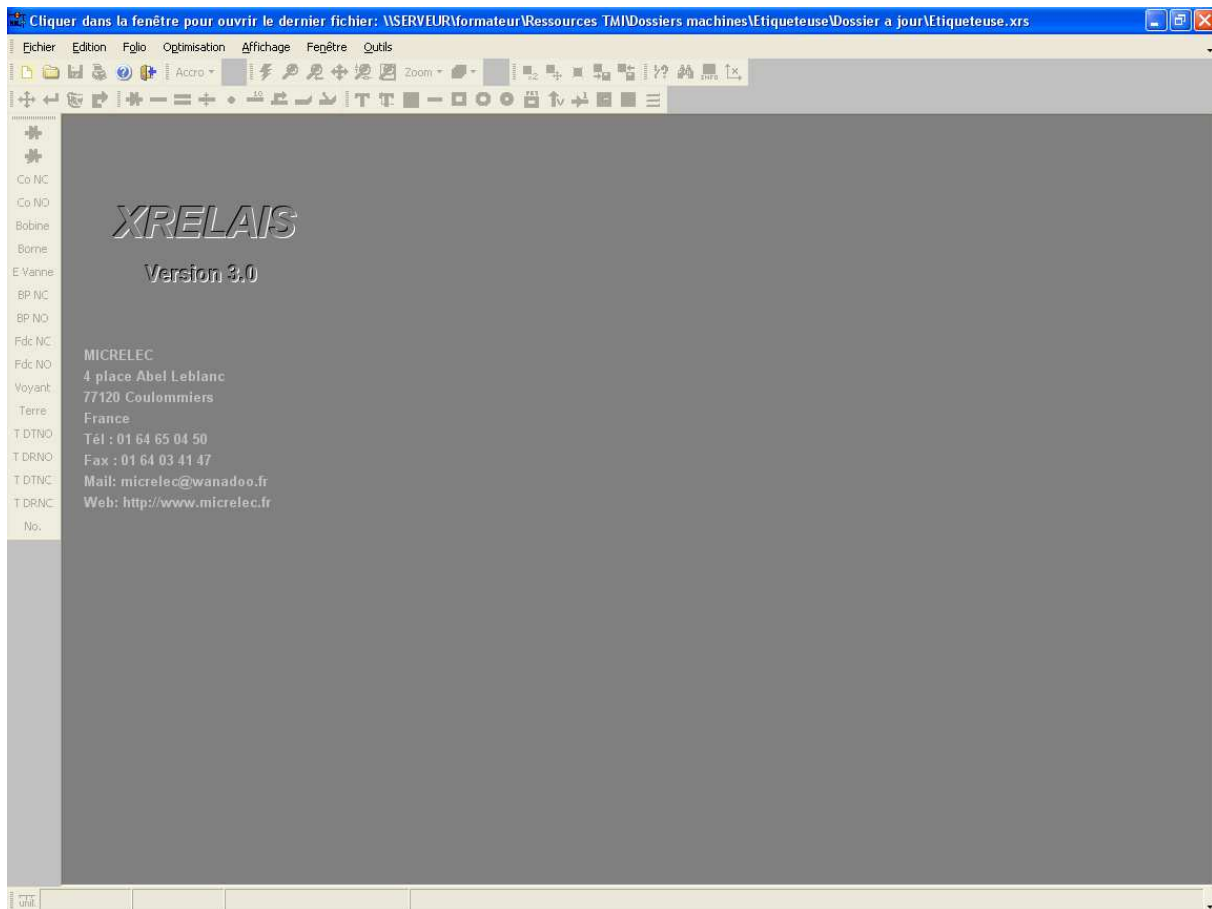 Cliquer dans la fenêtre pour ouvrir le dernier fichier: \\SERVEUR\formateur\Ressources TMI\Dossiers machines\Etiqueteuse\Dossier a jour\Etiqueteuse.xrs
Fichier Edition Folio Optimisation Affichage Fenêtre Outils
Accro Zoom
Co NC
Co NO
Bobine
Borne
E Vanne
BP NC
BP NO
Fdc NC
Fdc NO
Voyant
Terre
T DTNO
T DRNO
T DTNC
T DRNC
No.
XRELAIS
Version 3.0
MICRELEC
4 place Abel Leblanc
77120 Coulommiers
France
Tél : 01 64 65 04 50
Fax : 01 64 03 41 47
Mail: micrelec@wanadoo.fr
Web: http://www.micrelec.fr
unit.